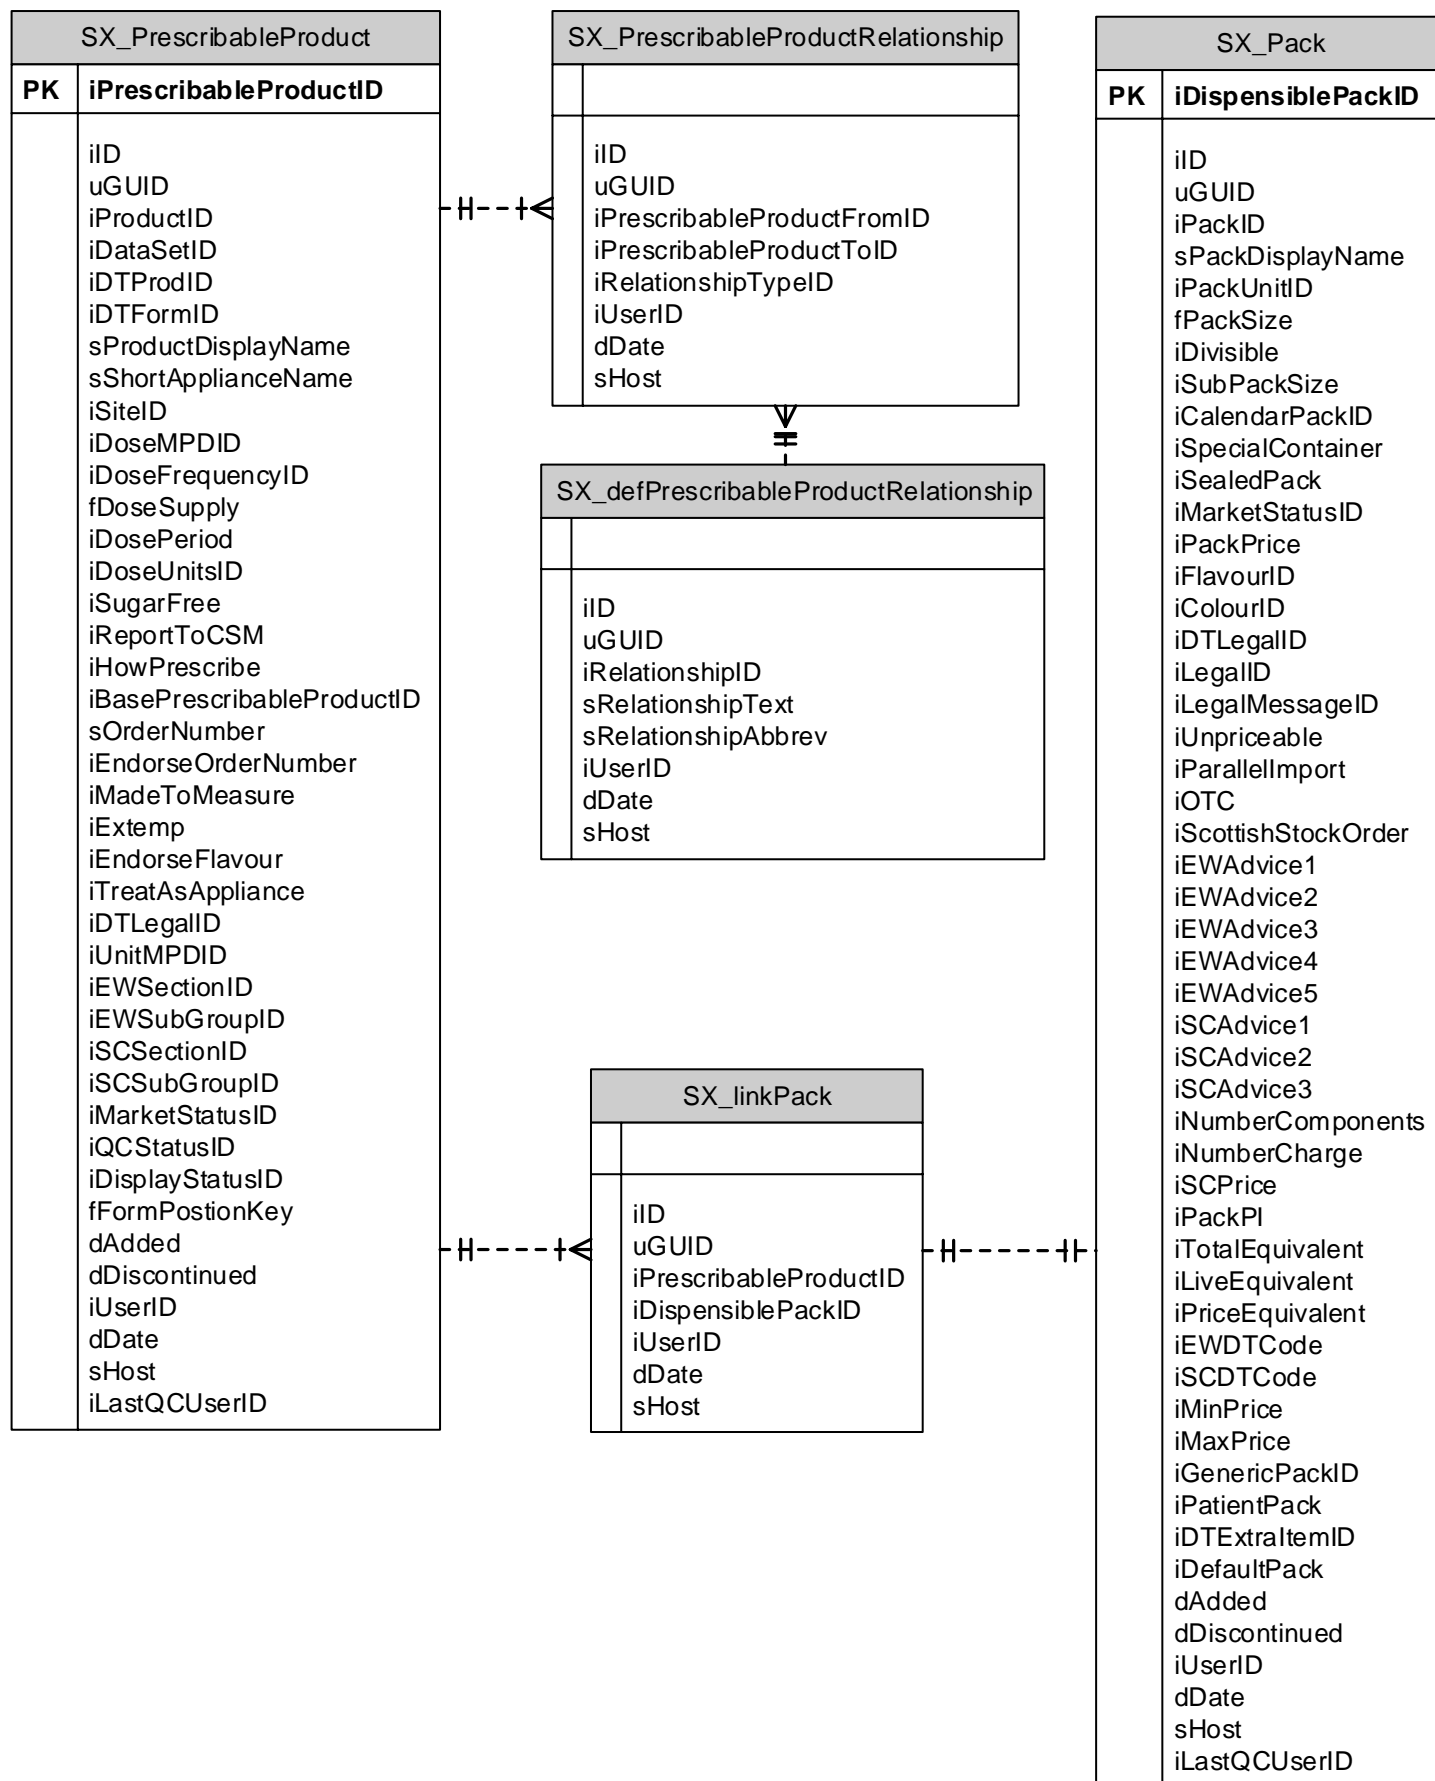 SX_PrescribableProduct
PK iPrescribableProductID
iID
uGUID
iProductID
iDataSetID
iDTProdID
iDTFormID
sProductDisplayName
sShortApplianceName
iSiteID
iDoseMPDID
iDoseFrequencyID
fDoseSupply
iDosePeriod
iDoseUnitsID
iSugarFree
iReportToCSM
iHowPrescribe
iBasePrescribableProductID
sOrderNumber
iEndorseOrderNumber
iMadeToMeasure
iExtemp
iEndorseFlavour
iTreatAsAppliance
iDTLegalID
iUnitMPDID
iEWSectionID
iEWSubGroupID
iSCSectionID
iSCSubGroupID
iMarketStatusID
iQCStatusID
iDisplayStatusID
fFormPostionKey
dAdded
dDiscontinued
iUserID
dDate
sHost
iLastQCUserID
SX_PrescribableProductRelationship
iID
uGUID
iPrescribableProductFromID
iPrescribableProductToID
iRelationshipTypeID
iUserID
dDate
sHost
SX_defPrescribableProductRelationship
iID
uGUID
iRelationshipID
sRelationshipText
sRelationshipAbbrev
iUserID
dDate
sHost
SX_linkPack
iID
uGUID
iPrescribableProductID
iDispensiblePackID
iUserID
dDate
sHost
SX_Pack
PK iDispensiblePackID
iID
uGUID
iPackID
sPackDisplayName
iPackUnitID
fPackSize
iDivisible
iSubPackSize
iCalendarPackID
iSpecialContainer
iSealedPack
iMarketStatusID
iPackPrice
iFlavourID
iColourID
iDTLegalID
iLegalID
iLegalMessageID
iUnpriceable
iParallelImport
iOTC
iScottishStockOrder
iEWAdvice1
iEWAdvice2
iEWAdvice3
iEWAdvice4
iEWAdvice5
iSCAdvice1
iSCAdvice2
iSCAdvice3
iNumberComponents
iNumberCharge
iSCPrice
iPackPI
iTotalEquivalent
iLiveEquivalent
iPriceEquivalent
iEWDTCode
iSCDTCode
iMinPrice
iMaxPrice
iGenericPackID
iPatientPack
iDTExtraItemID
iDefaultPack
dAdded
dDiscontinued
iUserID
dDate
sHost
iLastQCUserID